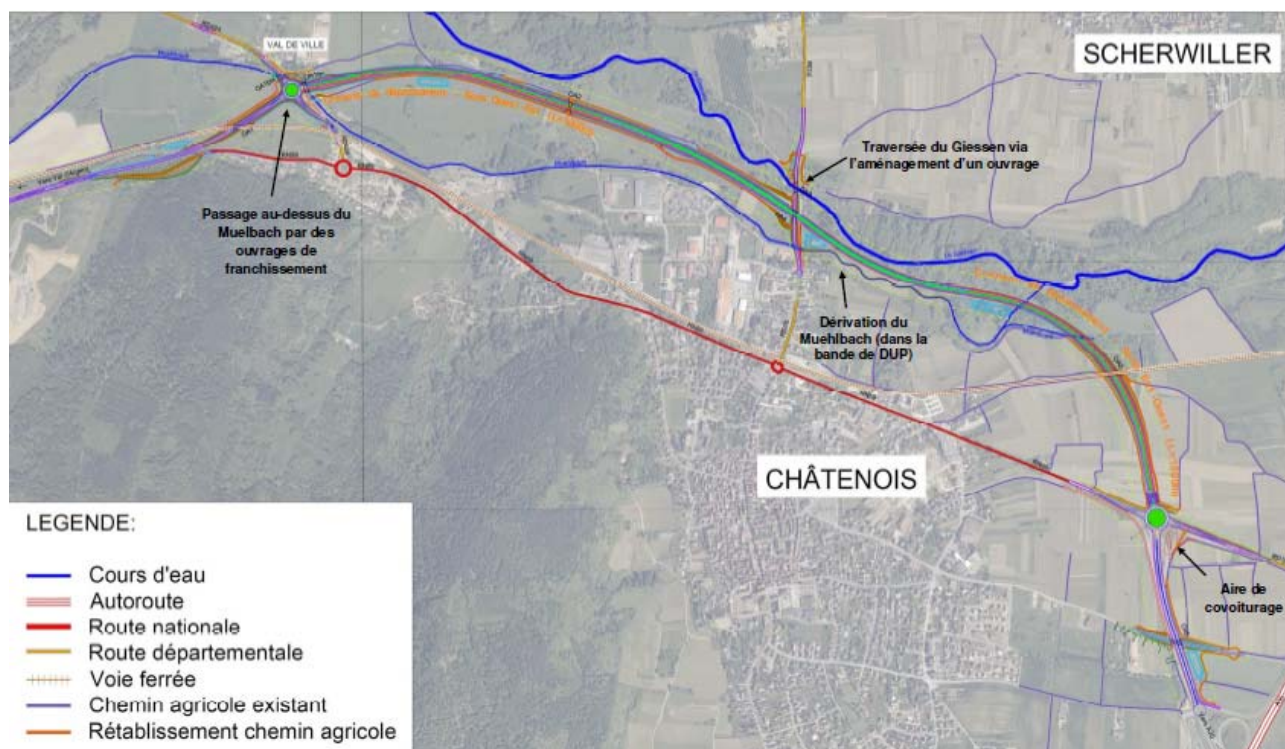 VAL DE VILLE
SCHERWILLER
Traversée du Giessen via
l'aménagement d'un ouvrage
Passage au-dessus du
Muelbach par des
ouvrages de
franchissement
Dérivation du
Muehlbach (dans la
bande de DUP)
CHÂTENOIS
Aire de
covoiturage
LEGENDE:
Cours d'eau
Autoroute
Route nationale
Route départementale
Voie ferrée
Chemin agricole existant
Rétablissement chemin agricole